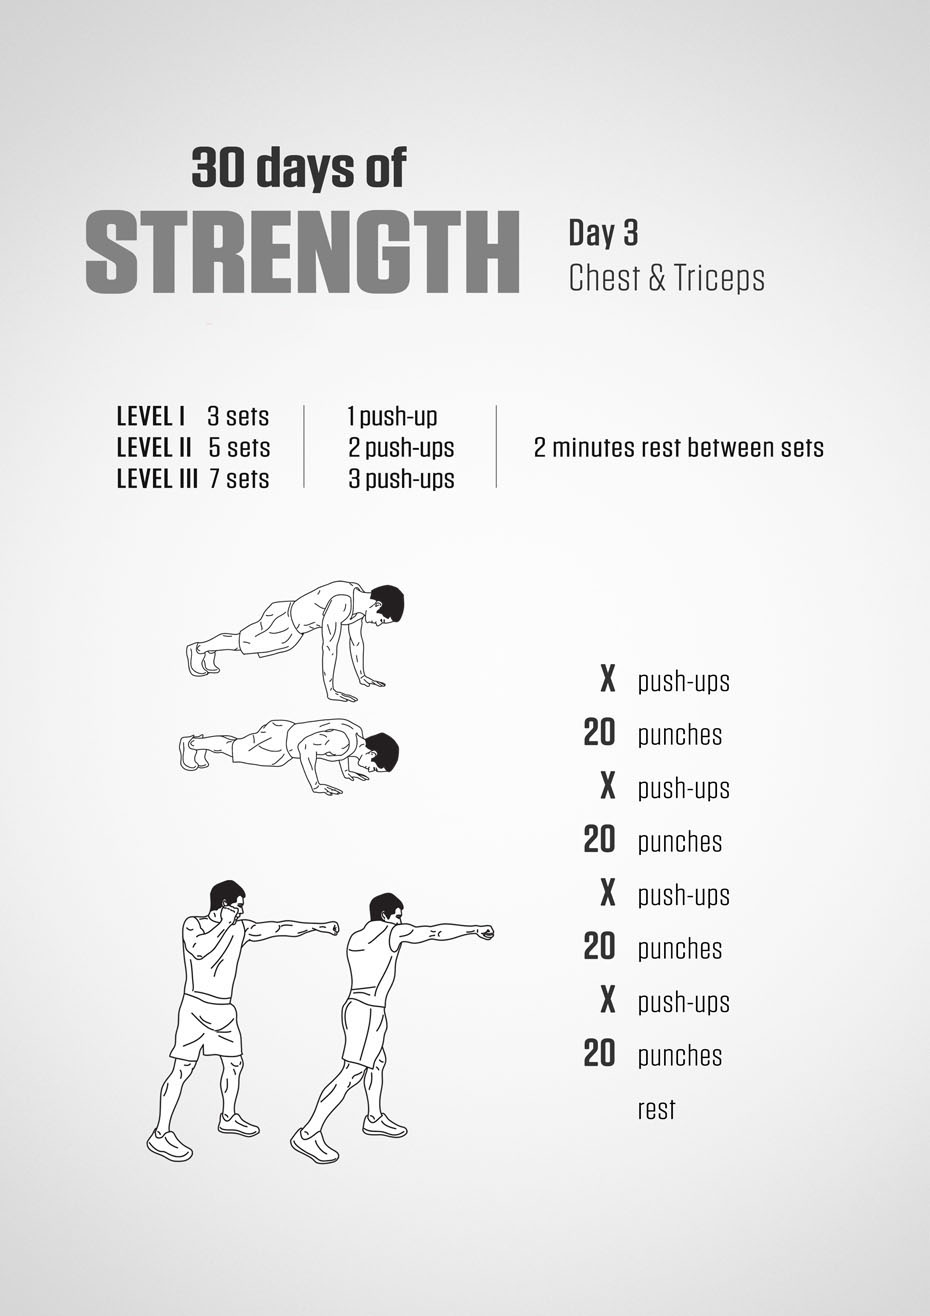 30 days of
STRENGTH
Day 3
Chest & Triceps
LEVEL I 3 sets
LEVEL II 5 sets
LEVEL III 7 sets
1 push-up
2 push-ups
3 push-ups
2 minutes rest between sets
X push-ups
20 punches
X push-ups
20 punches
X push-ups
20 punches
X push-ups
20 punches
rest